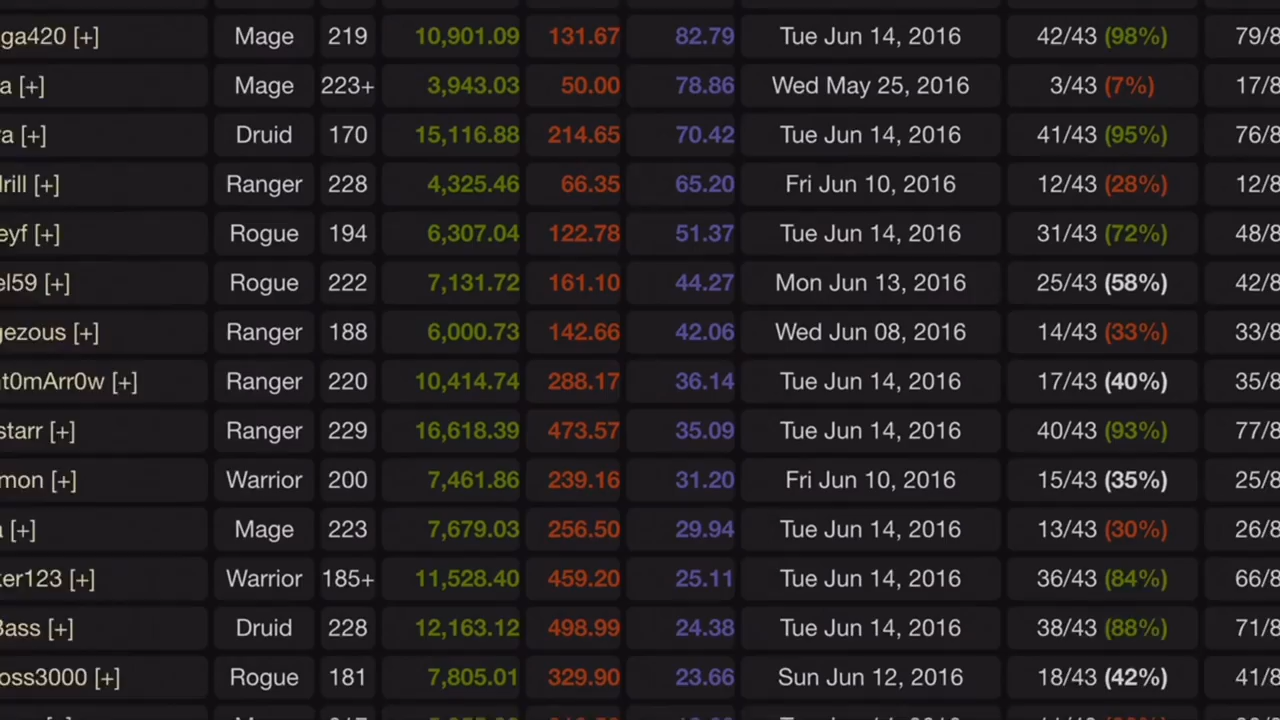 ga420 [+] Mage 219 10,901.09 131.67 82.79 Tue Jun 14, 2016 42/43 (98%) 79/8
a [+] Mage 223+ 3,943.03 50.00 78.86 Wed May 25, 2016 3/43 (7%) 17/8
ra [+] Druid 170 15,116.88 214.65 70.42 Tue Jun 14, 2016 41/43 (95%) 76/8
rill [+] Ranger 228 4,325.46 66.35 65.20 Fri Jun 10, 2016 12/43 (28%) 12/8
eyf [+] Rogue 194 6,307.04 122.78 51.37 Tue Jun 14, 2016 31/43 (72%) 48/8
el59 [+] Rogue 222 7,131.72 161.10 44.27 Mon Jun 13, 2016 25/43 (58%) 42/8
gezous [+] Ranger 188 6,000.73 142.66 42.06 Wed Jun 08, 2016 14/43 (33%) 33/8
nt0mArr0w [+] Ranger 220 10,414.74 288.17 36.14 Tue Jun 14, 2016 17/43 (40%) 35/8
starr [+] Ranger 229 16,618.39 473.57 35.09 Tue Jun 14, 2016 40/43 (93%) 77/8
mon [+] Warrior 200 7,461.86 239.16 31.20 Fri Jun 10, 2016 15/43 (35%) 25/8
[+] Mage 223 7,679.03 256.50 29.94 Tue Jun 14, 2016 13/43 (30%) 26/8
ker123 [+] Warrior 185+ 11,528.40 459.20 25.11 Tue Jun 14, 2016 36/43 (84%) 66/8
Bass [+] Druid 228 12,163.12 498.99 24.38 Tue Jun 14, 2016 38/43 (88%) 71/8
oss3000 [+] Rogue 181 7,805.01 329.90 23.66 Sun Jun 12, 2016 18/43 (42%) 41/8